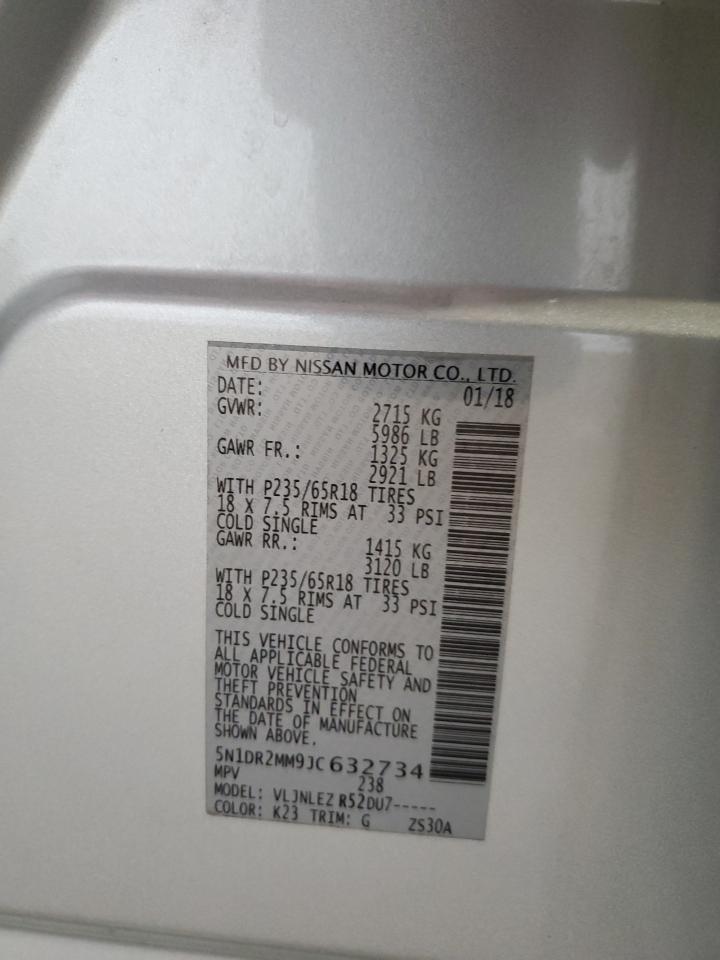 MFD BY NISSAN MOTOR CO., LTD.
DATE: 01/18
GVWR: 2715 KG
5986 LB
GAWR FR.: 1325 KG
2921 LB
WITH P235/65R18 TIRES
18 X 7.5 RIMS AT 33 PSI
COLD SINGLE
GAWR RR.: 1415 KG
3120 LB
WITH P235/65R18 TIRES
18 X 7.5 RIMS AT 33 PSI
COLD SINGLE
THIS VEHICLE CONFORMS TO
ALL APPLICABLE FEDERAL
MOTOR VEHICLE SAFETY AND
THEFT PREVENTION
STANDARDS IN EFFECT ON
THE DATE OF MANUFACTURE
SHOWN ABOVE.
5N1DR2MM9JC632734
MPV 238
MODEL: VLJNLEZ R52DU7-----
COLOR: K23 TRIM: G ZS30A